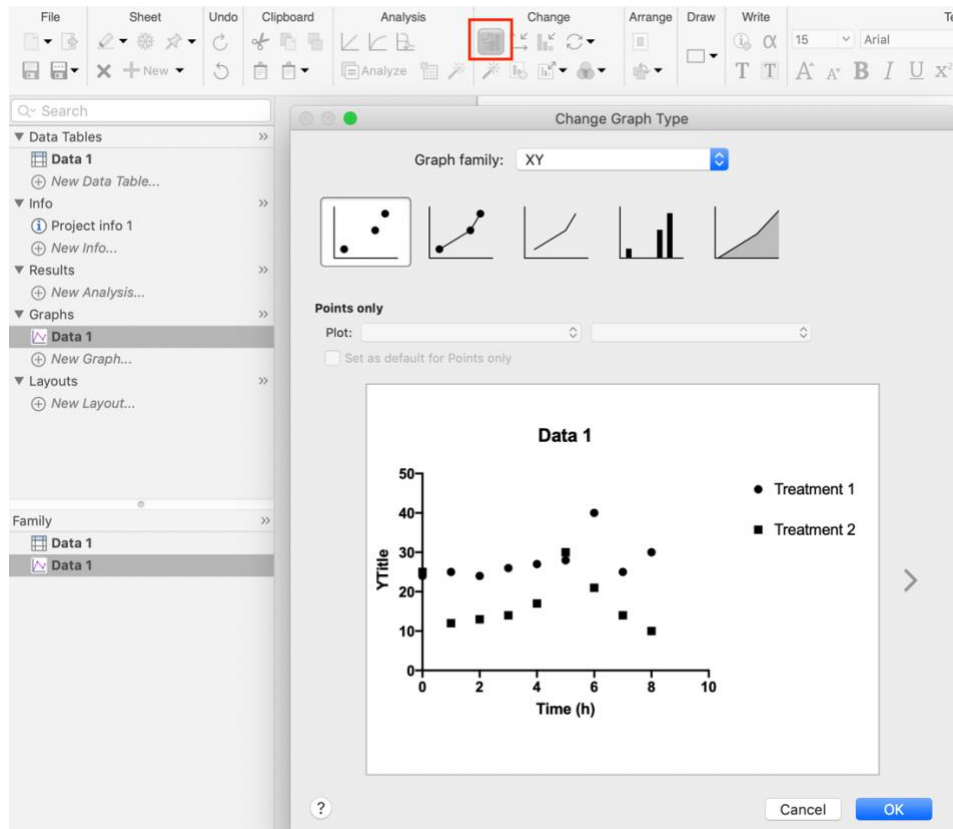 File Sheet Undo Clipboard Analysis Change Arrange Draw Write
15 Arial
New Analyze T T A A B I U x²
Search
Data Tables
Data 1
New Data Table...
Info
Project info 1
New Info...
Results
New Analysis...
Graphs
Data 1
New Graph...
Layouts
New Layout...
Family
Data 1
Data 1
Change Graph Type
Graph family: XY
Points only
Plot:
Set as default for Points only
Data 1
50
40
30
20
10
0
YTitle
0 2 4 6 8 10
Time (h)
Treatment 1
Treatment 2
? Cancel OK